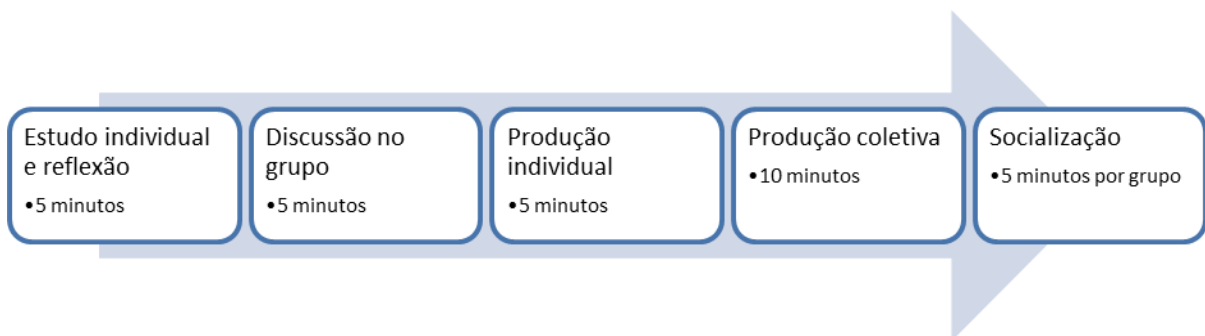 Estudo individual
e reflexão
•5 minutos
Discussão no
grupo
•5 minutos
Produção
individual
•5 minutos
Produção coletiva
•10 minutos
Socialização
•5 minutos por grupo